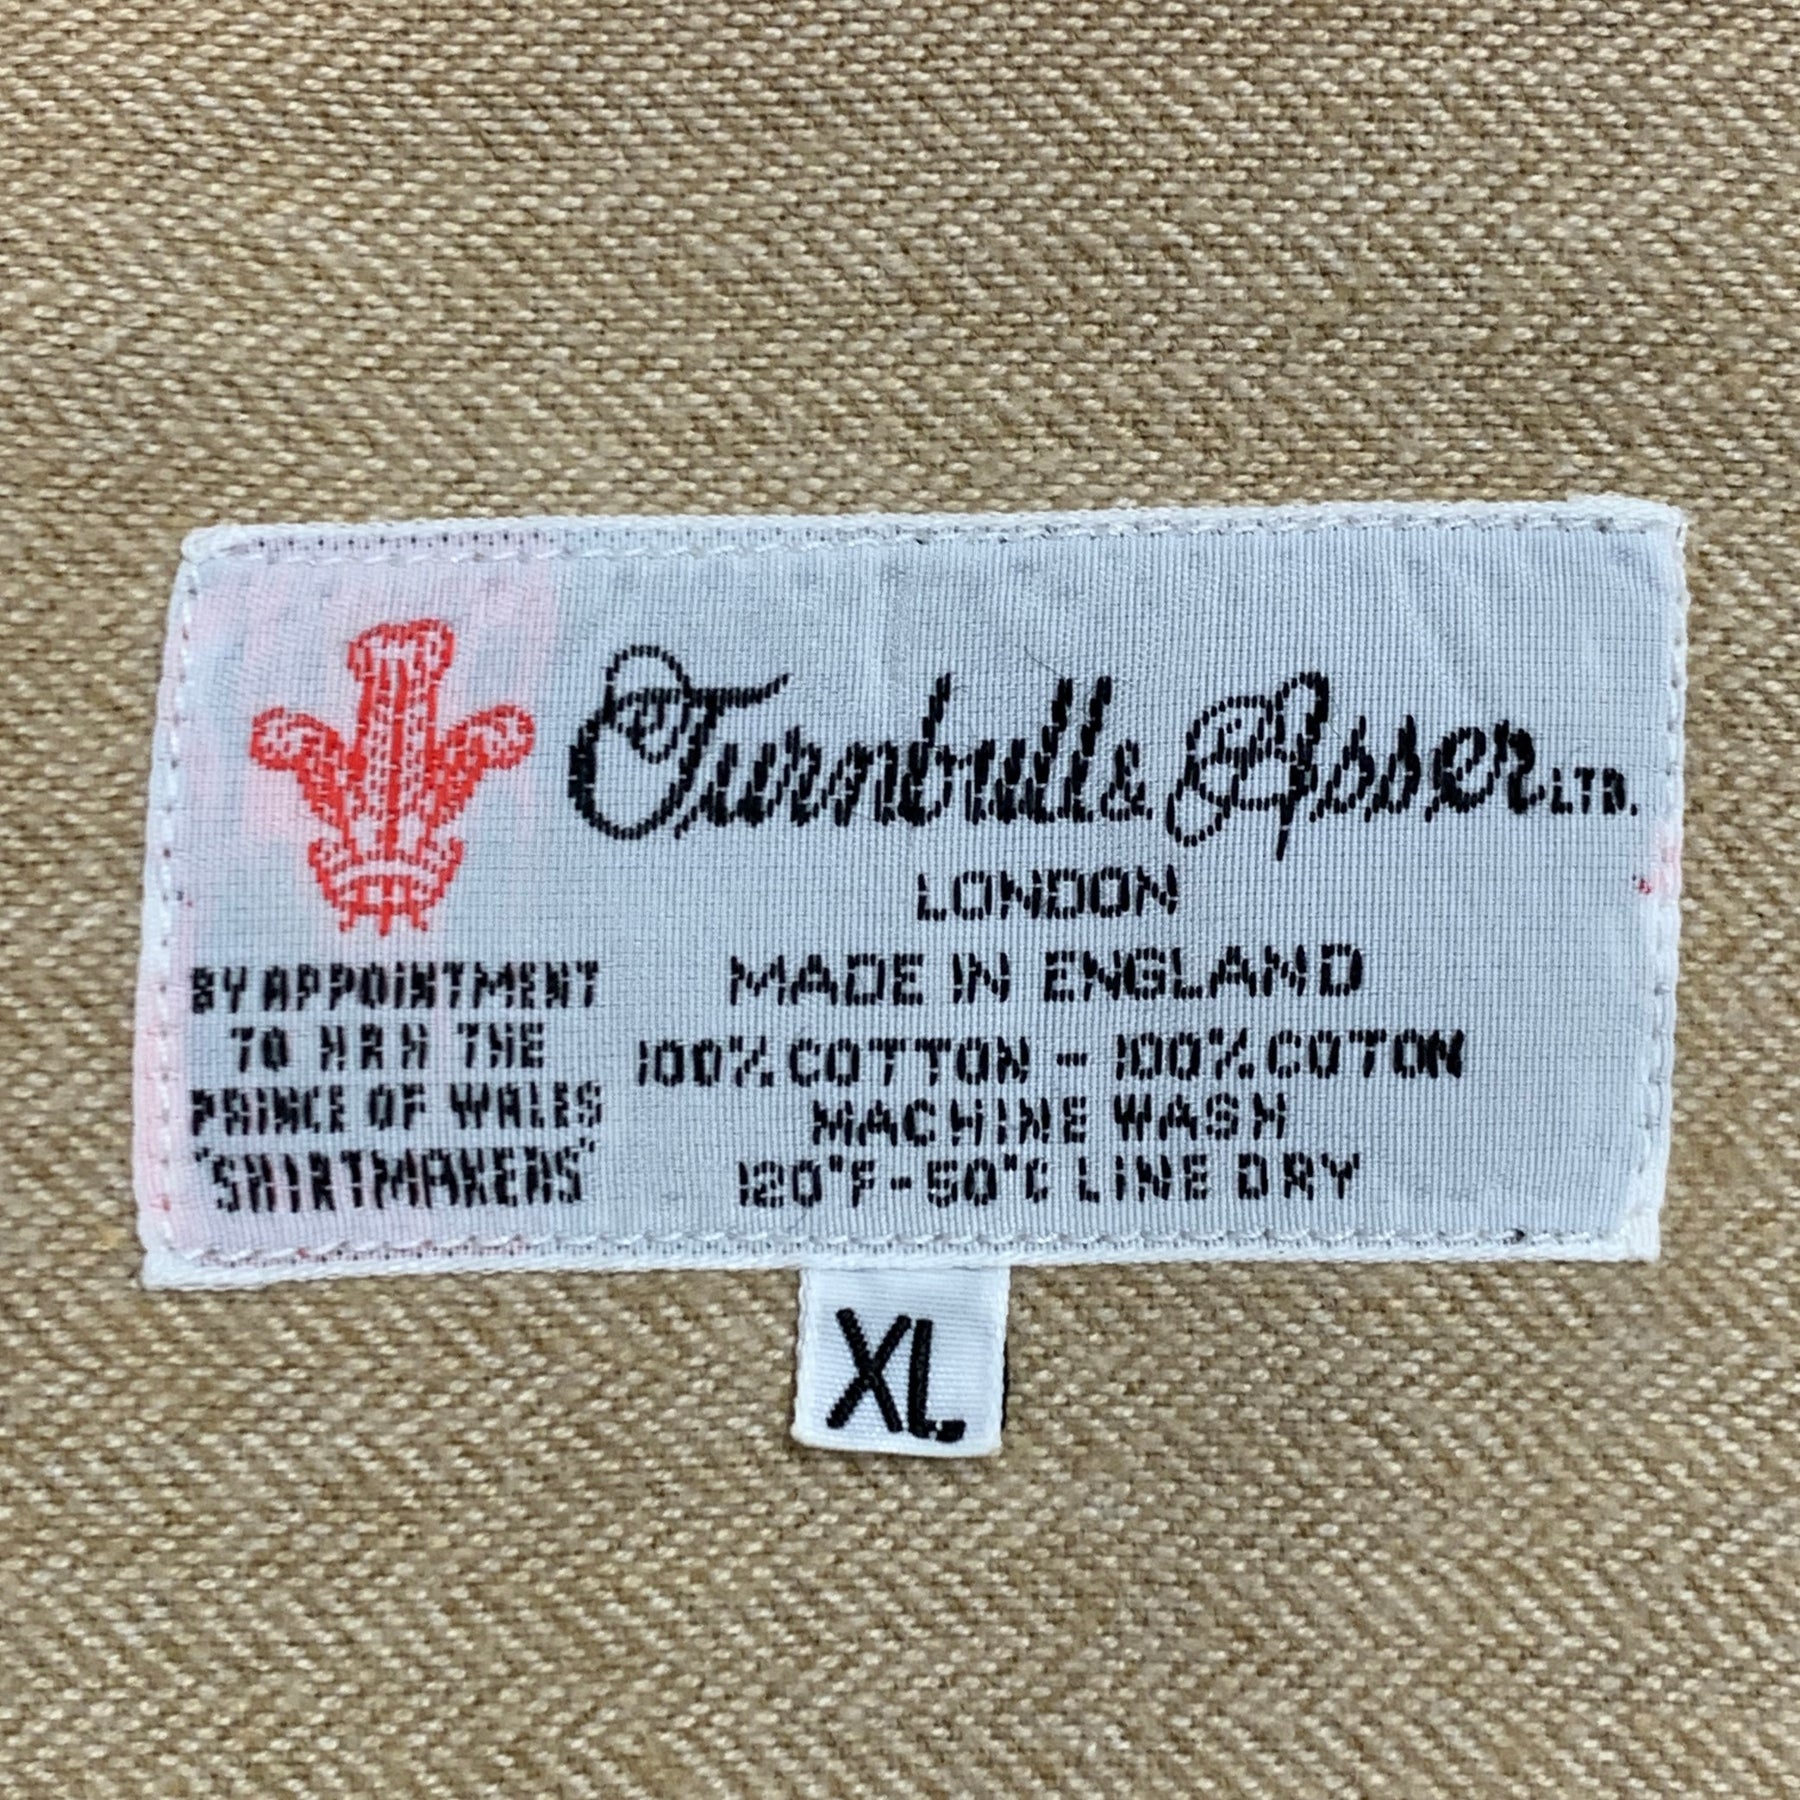 Turnbull & Asser LTD.
LONDON
MADE IN ENGLAND
100% COTTON - 100% COTON
MACHINE WASH
120°F - 50°C LINE DRY
BY APPOINTMENT
TO HRH THE
PRINCE OF WALES
"SHIRTMAKERS"
XL